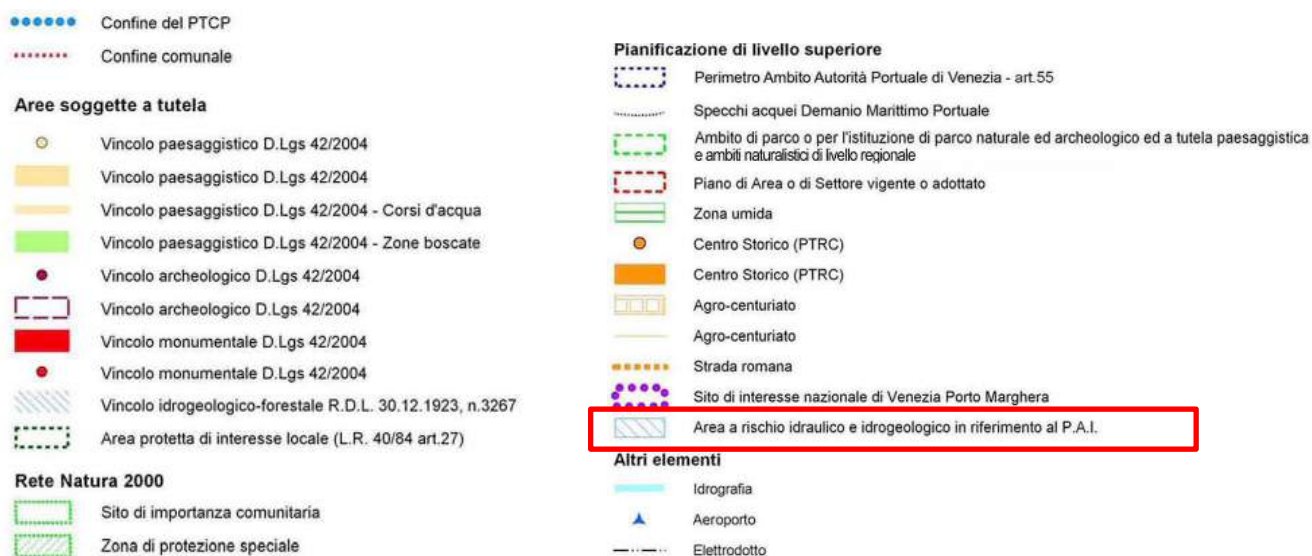 Confine del PTCP
Confine comunale
Aree soggette a tutela
Vincolo paesaggistico D.Lgs 42/2004
Vincolo paesaggistico D.Lgs 42/2004
Vincolo paesaggistico D.Lgs 42/2004 - Corsi d'acqua
Vincolo paesaggistico D.Lgs 42/2004 - Zone boscate
Vincolo archeologico D.Lgs 42/2004
Vincolo archeologico D.Lgs 42/2004
Vincolo monumentale D.Lgs 42/2004
Vincolo monumentale D.Lgs 42/2004
Vincolo idrogeologico-forestale R.D.L. 30.12.1923, n.3267
Area protetta di interesse locale (L.R. 40/84 art.27)
Rete Natura 2000
Sito di importanza comunitaria
Zona di protezione speciale
Pianificazione di livello superiore
Perimetro Ambito Autorità Portuale di Venezia - art.55
Specchi acquei Demanio Marittimo Portuale
Ambito di parco o per l'istituzione di parco naturale ed archeologico ed a tutela paesaggistica
e ambiti naturalistici di livello regionale
Piano di Area o di Settore vigente o adottato
Zona umida
Centro Storico (PTRC)
Centro Storico (PTRC)
Agro-centuriato
Agro-centuriato
Strada romana
Sito di interesse nazionale di Venezia Porto Marghera
Area a rischio idraulico e idrogeologico in riferimento al P.A.I.
Altri elementi
Idrografia
Aeroporto
Elettrodotto